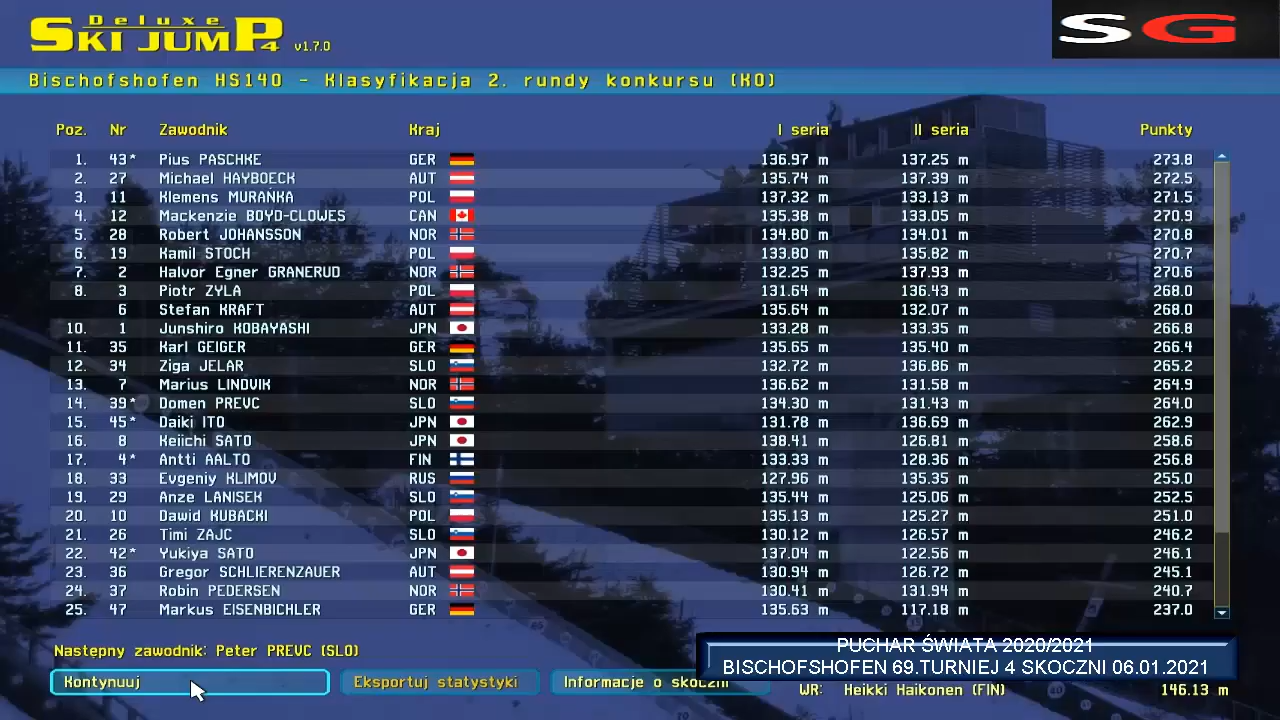 Deluxe
SKI JUMP 4 v1.7.0
SG
Bischofshofen HS140 - Klasyfikacja 2. rundy konkursu (KO)
Poz. Nr Zawodnik Kraj I seria II seria Punkty
1. 43* Pius PASCHKE GER 136.97 m 137.25 m 273.8
2. 27 Michael HAYBOECK AUT 135.74 m 137.39 m 272.5
3. 11 Klemens MURAŃKA POL 137.32 m 133.13 m 271.5
4. 12 Mackenzie BOYD-CLOWES CAN 135.38 m 133.05 m 270.9
5. 28 Robert JOHANSSON NOR 134.80 m 134.01 m 270.8
6. 19 Kamil STOCH POL 133.80 m 135.82 m 270.7
7. 2 Halvor Egner GRANERUD NOR 132.25 m 137.93 m 270.6
8. 3 Piotr ZYLA POL 131.64 m 136.43 m 268.0
6 Stefan KRAFT AUT 135.64 m 132.07 m 268.0
10. 1 Junshiro KOBAYASHI JPN 133.28 m 133.35 m 266.8
11. 35 Karl GEIGER GER 135.65 m 135.40 m 266.4
12. 34 Ziga JELAR SLO 132.72 m 136.86 m 265.2
13. 7 Marius LINDVIK NOR 136.62 m 131.58 m 264.9
14. 39* Domen PREVC SLO 134.30 m 131.43 m 264.0
15. 45* Daiki ITO JPN 131.78 m 136.69 m 262.9
16. 8 Keiichi SATO JPN 138.41 m 126.81 m 258.6
17. 4* Antti AALTO FIN 133.33 m 128.36 m 256.8
18. 33 Evgeniy KLIMOV RUS 127.96 m 135.35 m 255.0
19. 29 Anze LANISEK SLO 135.44 m 125.06 m 252.5
20. 10 Dawid KUBACKI POL 135.13 m 125.27 m 251.0
21. 26 Timi ZAJC SLO 130.12 m 126.57 m 246.2
22. 42* Yukiya SATO JPN 137.04 m 122.56 m 246.1
23. 36 Gregor SCHLIERENZAUER AUT 130.94 m 126.72 m 245.1
24. 37 Robin PEDERSEN NOR 130.41 m 131.94 m 240.7
25. 47 Markus EISENBICHLER GER 135.63 m 117.18 m 237.0
Następny zawodnik: Peter PREVC (SLO)
PUCHAR ŚWIATA 2020/2021
BISCHOFSHOFEN 69.TURNIEJ 4 SKOCZNI 06.01.2021
Kontynuuj Eksportuj statystyki Informacje o skoczni
WR: Heikki Haikonen (FIN) 146.13 m